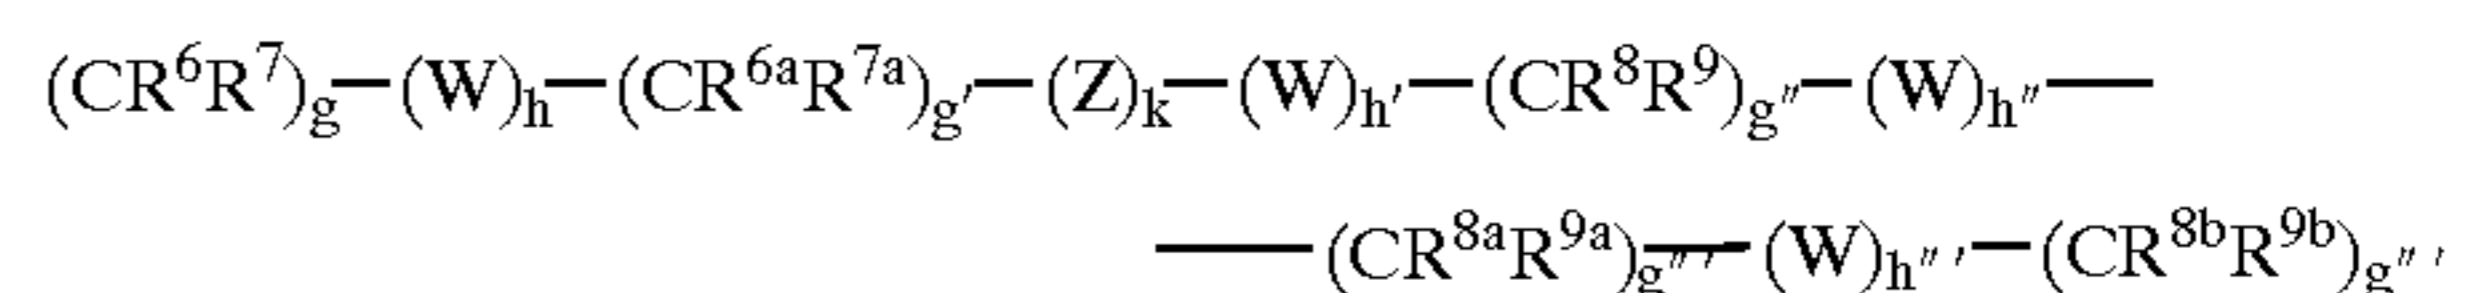 (CR⁶R⁷)g—(W)h—(CR⁶ᵃR⁷ᵃ)g′—(Z)k—(W)h′—(CR⁸R⁹)g″—(W)h″—
—(CR⁸ᵃR⁹ᵃ)g″′—(W)h″′—(CR⁸ᵇR⁹ᵇ)g″′